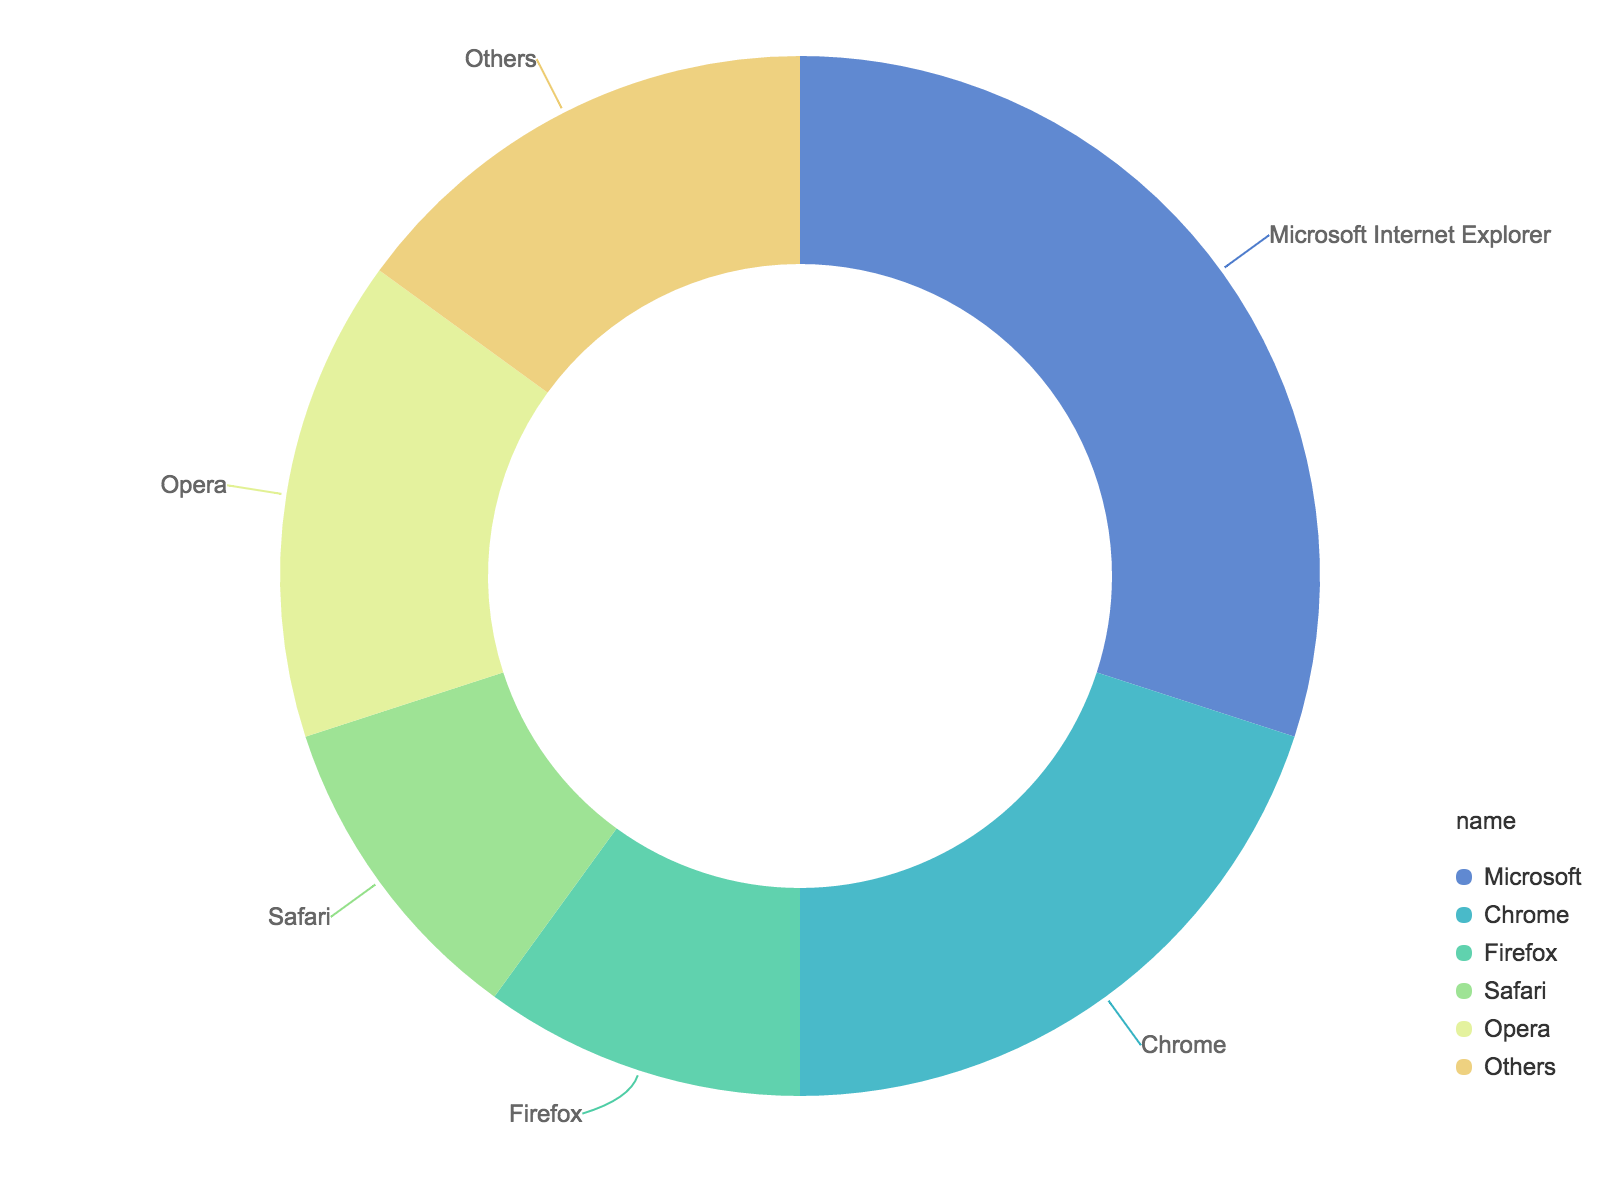 Others
Microsoft Internet Explorer
Opera
Safari
Chrome
Firefox
name
Microsoft
Chrome
Firefox
Safari
Opera
Others